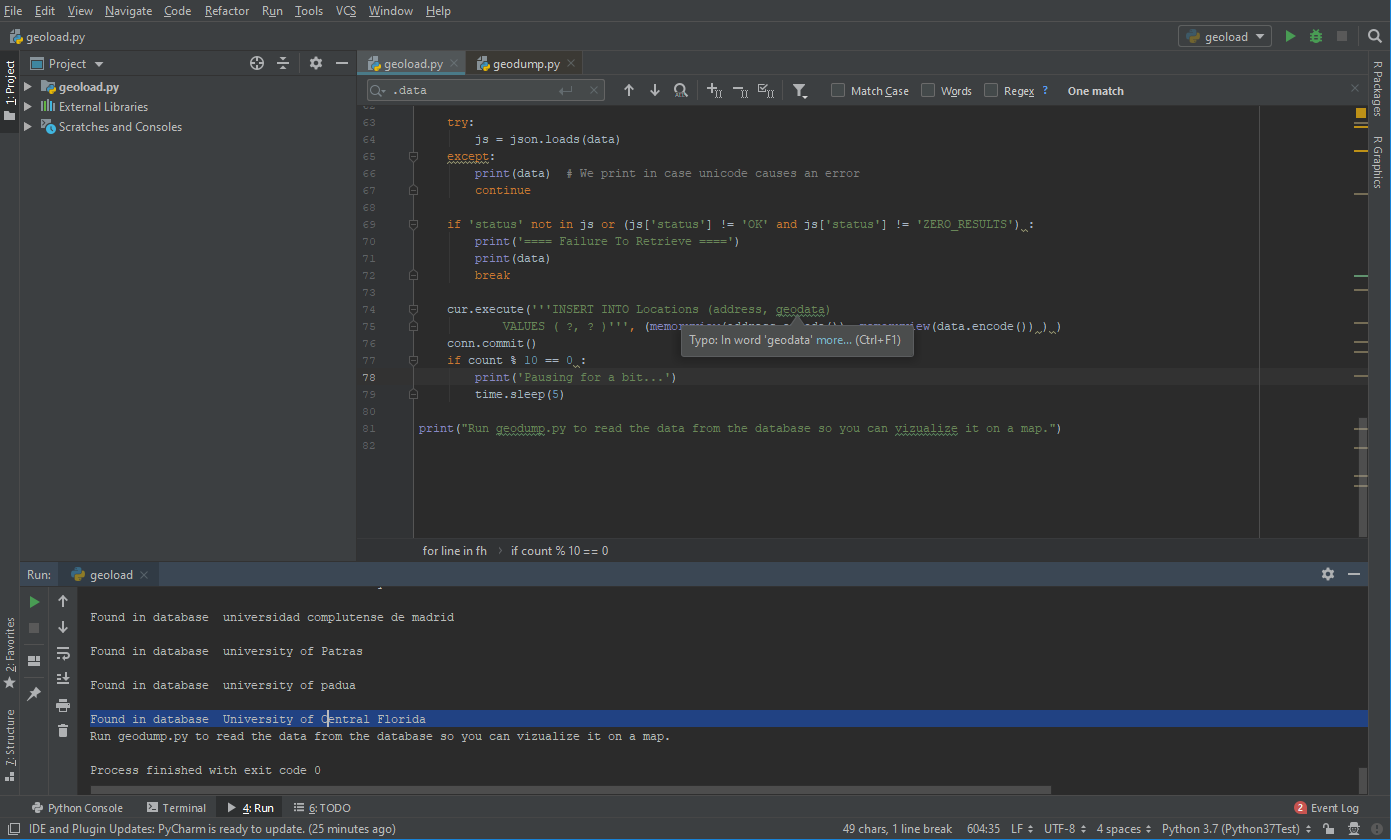 File Edit View Navigate Code Refactor Run Tools VCS Window Help
geoload.py
geoload
1: Project
Project
geoload.py
External Libraries
Scratches and Consoles
geoload.py
geodump.py
.data
Match Case
Words
Regex ?
One match
R Packages
R Graphics
63 try:
64 js = json.loads(data)
65 except:
66 print(data)  # We print in case unicode causes an error
67 continue
68
69 if 'status' not in js or (js['status'] != 'OK' and js['status'] != 'ZERO_RESULTS') :
70 print('==== Failure To Retrieve ====')
71 print(data)
72 break
73
74 cur.execute('''INSERT INTO Locations (address, geodata)
75 VALUES ( ?, ? )''', (data.encode()) ) )
Typo: In word 'geodata' more... (Ctrl+F1)
76 conn.commit()
77 if count % 10 == 0 :
78 print('Pausing for a bit...')
79 time.sleep(5)
80
81 print("Run geodump.py to read the data from the database so you can vizualize it on a map.")
82
for line in fh › if count % 10 == 0
Run: geoload
Found in database  universidad complutense de madrid
Found in database  university of Patras
Found in database  university of padua
Found in database  University of Central Florida
Run geodump.py to read the data from the database so you can vizualize it on a map.
Process finished with exit code 0
2: Favorites
7: Structure
Python Console
Terminal
4: Run
6: TODO
2 Event Log
IDE and Plugin Updates: PyCharm is ready to update. (25 minutes ago)
49 chars, 1 line break
604:35
LF
UTF-8
4 spaces
Python 3.7 (Python37Test)